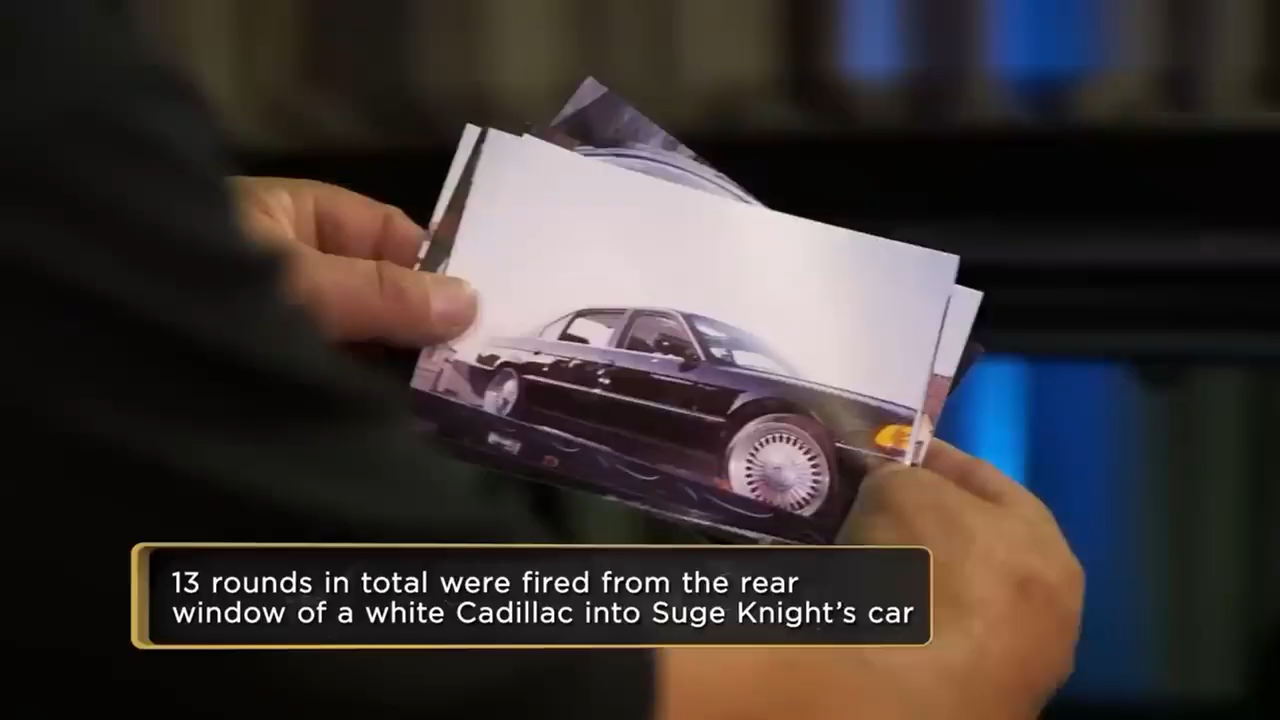 13 rounds in total were fired from the rear
window of a white Cadillac into Suge Knight's car